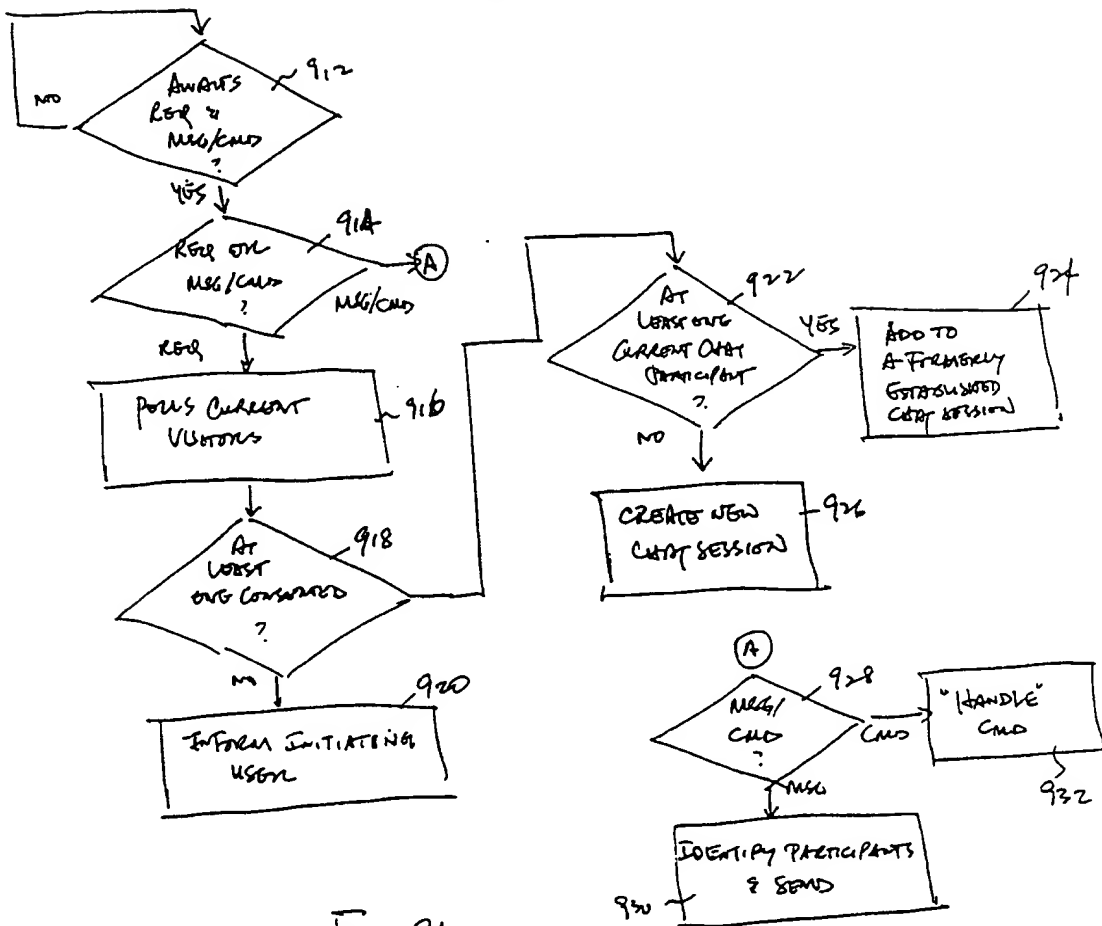 912
AWAITS
REQ &
MSG/CMD
?
NO
YES
914
REQ OR
MSG/CMD
?
A
MSG/CMD
REQ
POLLS CURRENT
VISITORS
916
AT
LEAST
ONE CONSENTED
?
918
NO
920
INFORM INITIATING
USER
AT
LEAST ONE
CURRENT CHAT
PARTICIPANT
?
922
YES
924
ADD TO
A FORMERLY
ESTABLISHED
CHAT SESSION
NO
CREATE NEW
CHAT SESSION
926
A
MSG/
CMD
?
928
CMD
"HANDLE"
CMD
932
MSG
IDENTIFY PARTICIPANTS
& SEND
930